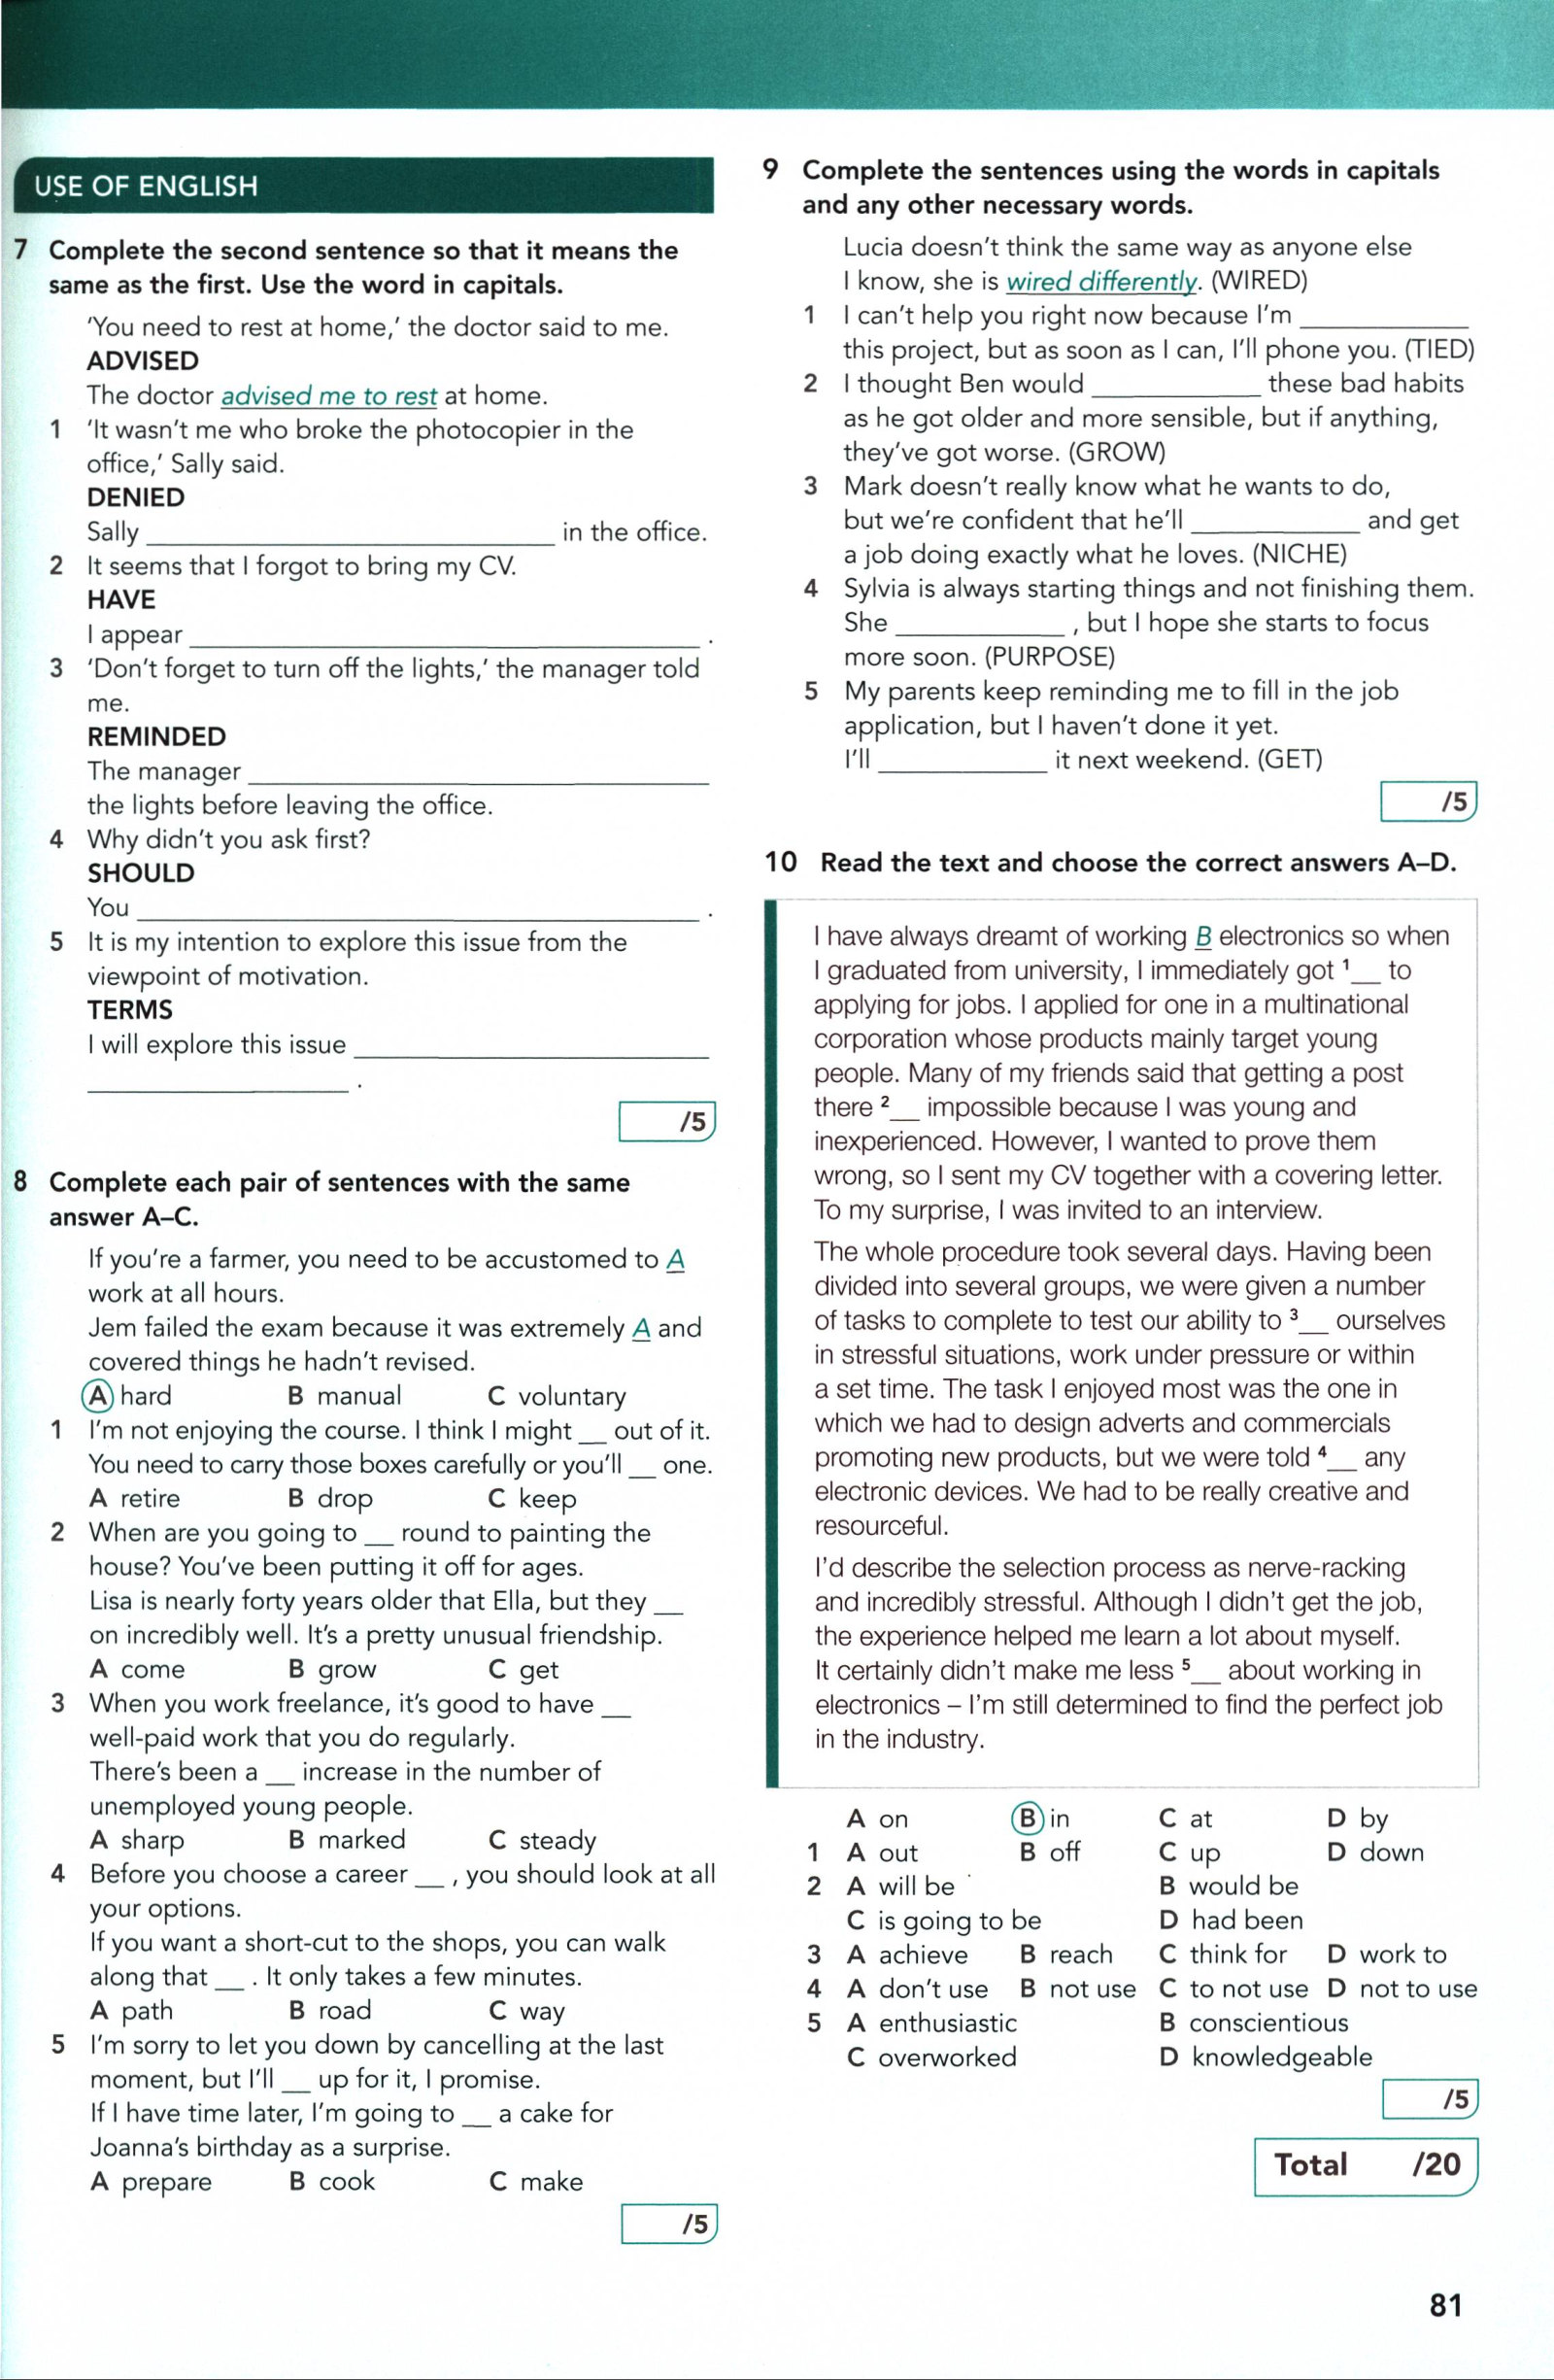 USE OF ENGLISH
7 Complete the second sentence so that it means the
same as the first. Use the word in capitals.
'You need to rest at home,' the doctor said to me.
ADVISED
The doctor advised me to rest at home.
1 'It wasn't me who broke the photocopier in the
office,' Sally said.
DENIED
Sally ____ in the office.
2 It seems that I forgot to bring my CV.
HAVE
I appear ____ .
3 'Don't forget to turn off the lights,' the manager told
me.
REMINDED
The manager ____
the lights before leaving the office.
4 Why didn't you ask first?
SHOULD
You ____ .
5 It is my intention to explore this issue from the
viewpoint of motivation.
TERMS
I will explore this issue ____
____ .
/5
8 Complete each pair of sentences with the same
answer A–C.
If you're a farmer, you need to be accustomed to A
work at all hours.
Jem failed the exam because it was extremely A and
covered things he hadn't revised.
A hard B manual C voluntary
1 I'm not enjoying the course. I think I might __ out of it.
You need to carry those boxes carefully or you'll __ one.
A retire B drop C keep
2 When are you going to __ round to painting the
house? You've been putting it off for ages.
Lisa is nearly forty years older that Ella, but they __
on incredibly well. It's a pretty unusual friendship.
A come B grow C get
3 When you work freelance, it's good to have __
well-paid work that you do regularly.
There's been a __ increase in the number of
unemployed young people.
A sharp B marked C steady
4 Before you choose a career __ , you should look at all
your options.
If you want a short-cut to the shops, you can walk
along that __ . It only takes a few minutes.
A path B road C way
5 I'm sorry to let you down by cancelling at the last
moment, but I'll __ up for it, I promise.
If I have time later, I'm going to __ a cake for
Joanna's birthday as a surprise.
A prepare B cook C make
/5
9 Complete the sentences using the words in capitals
and any other necessary words.
Lucia doesn't think the same way as anyone else
I know, she is wired differently. (WIRED)
1 I can't help you right now because I'm ____
this project, but as soon as I can, I'll phone you. (TIED)
2 I thought Ben would ____ these bad habits
as he got older and more sensible, but if anything,
they've got worse. (GROW)
3 Mark doesn't really know what he wants to do,
but we're confident that he'll ____ and get
a job doing exactly what he loves. (NICHE)
4 Sylvia is always starting things and not finishing them.
She ____ , but I hope she starts to focus
more soon. (PURPOSE)
5 My parents keep reminding me to fill in the job
application, but I haven't done it yet.
I'll ____ it next weekend. (GET)
/5
10 Read the text and choose the correct answers A–D.
I have always dreamt of working B electronics so when
I graduated from university, I immediately got ¹__ to
applying for jobs. I applied for one in a multinational
corporation whose products mainly target young
people. Many of my friends said that getting a post
there ²__ impossible because I was young and
inexperienced. However, I wanted to prove them
wrong, so I sent my CV together with a covering letter.
To my surprise, I was invited to an interview.
The whole procedure took several days. Having been
divided into several groups, we were given a number
of tasks to complete to test our ability to ³__ ourselves
in stressful situations, work under pressure or within
a set time. The task I enjoyed most was the one in
which we had to design adverts and commercials
promoting new products, but we were told ⁴__ any
electronic devices. We had to be really creative and
resourceful.
I'd describe the selection process as nerve-racking
and incredibly stressful. Although I didn't get the job,
the experience helped me learn a lot about myself.
It certainly didn't make me less ⁵__ about working in
electronics – I'm still determined to find the perfect job
in the industry.
A on B in C at D by
1 A out B off C up D down
2 A will be B would be
C is going to be D had been
3 A achieve B reach C think for D work to
4 A don't use B not use C to not use D not to use
5 A enthusiastic B conscientious
C overworked D knowledgeable
/5
Total /20
81